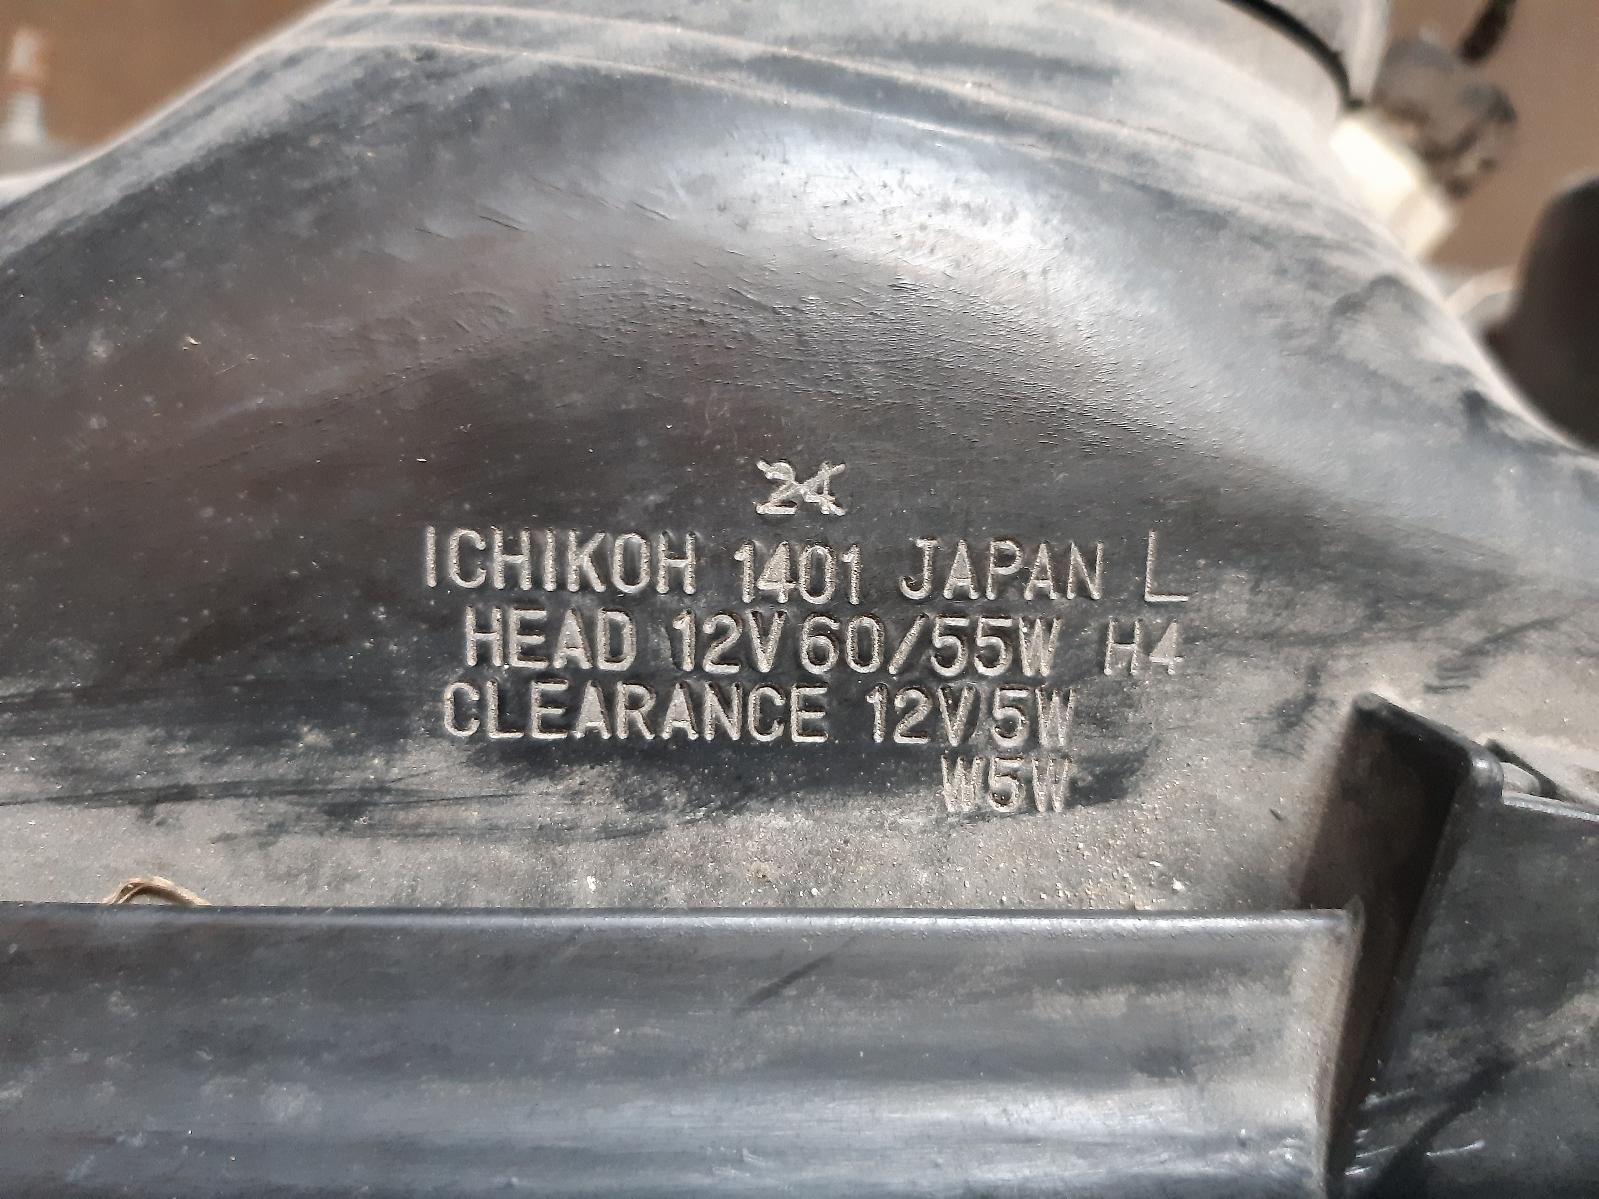 24
ICHIKOH 1401 JAPAN L
HEAD 12V 60/55W H4
CLEARANCE 12V 5W
W5W